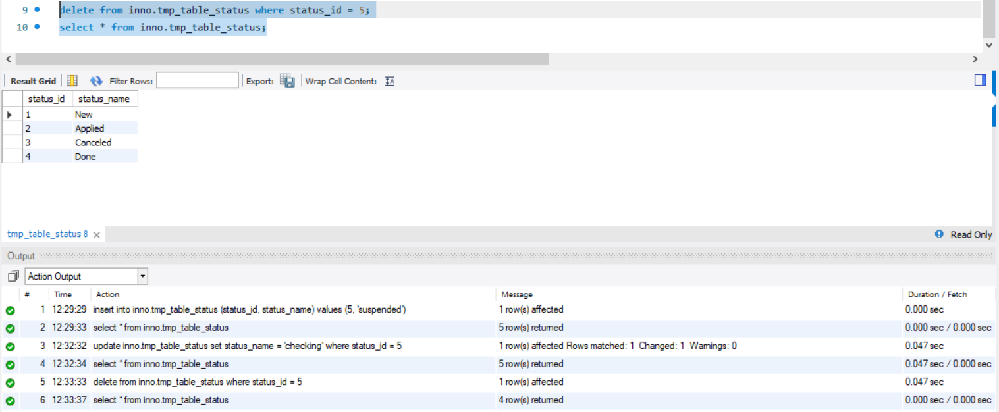 9 delete from inno.tmp_table_status where status_id = 5;
10 select * from inno.tmp_table_status;
Result Grid Filter Rows: Export: Wrap Cell Content: IA
status_id status_name
1 New
2 Applied
3 Canceled
4 Done
tmp_table_status 8 Read Only
Output
Action Output
# Time Action Message Duration / Fetch
1 12:29:29 insert into inno.tmp_table_status (status_id, status_name) values (5, 'suspended') 1 row(s) affected 0.000 sec
2 12:29:33 select * from inno.tmp_table_status 5 row(s) returned 0.000 sec / 0.000 sec
3 12:32:32 update inno.tmp_table_status set status_name = 'checking' where status_id = 5 1 row(s) affected Rows matched: 1 Changed: 1 Warnings: 0 0.047 sec
4 12:32:34 select * from inno.tmp_table_status 5 row(s) returned 0.047 sec / 0.000 sec
5 12:33:33 delete from inno.tmp_table_status where status_id = 5 1 row(s) affected 0.047 sec
6 12:33:37 select * from inno.tmp_table_status 4 row(s) returned 0.000 sec / 0.000 sec